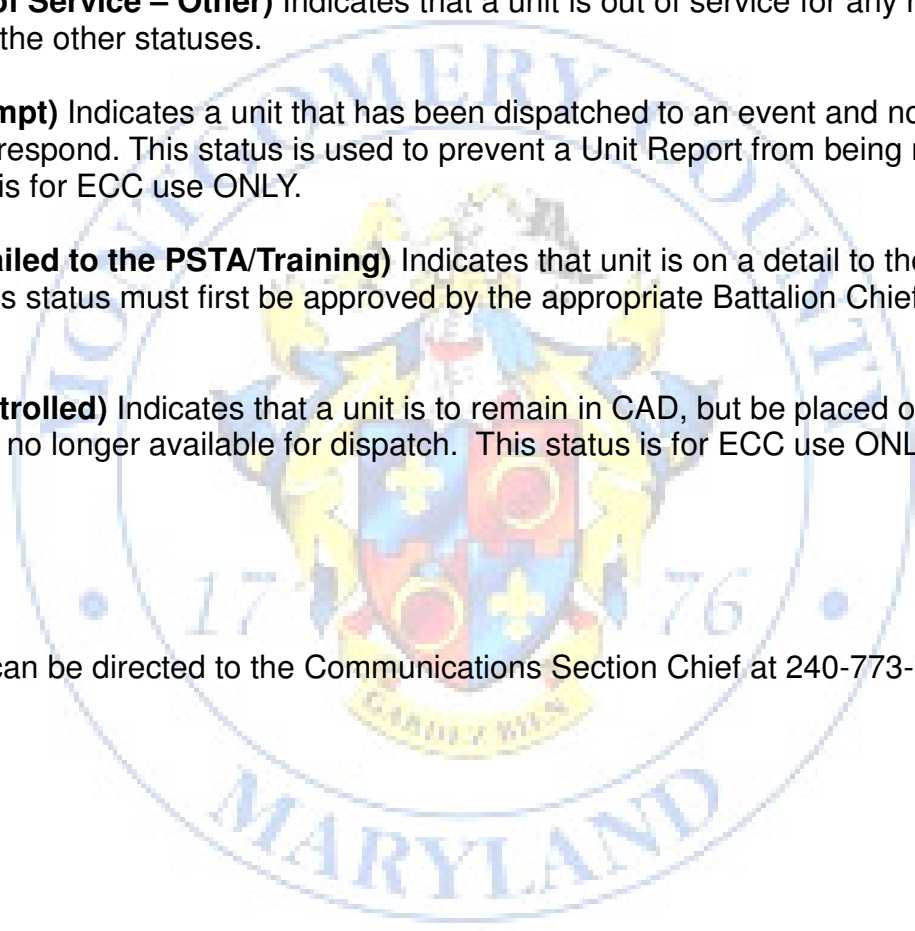 of Service – Other) Indicates that a unit is out of service for any
the other statuses.
mpt) Indicates a unit that has been dispatched to an event and
respond. This status is used to prevent a Unit Report from being
is for ECC use ONLY.
ailed to the PSTA/Training) Indicates that unit is on a detail to the
s status must first be approved by the appropriate Battalion Chief
trolled) Indicates that a unit is to remain in CAD, but be placed
no longer available for dispatch. This status is for ECC use
MONTGOMERY COUNTY
17 76
can be directed to the Communications Section Chief at 240-773-
GARDEZ BIEN
MARYLAND